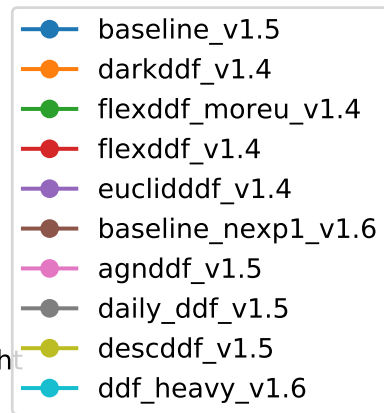 baseline_v1.5
darkddf_v1.4
flexddf_moreu_v1.4
flexddf_v1.4
euclidddf_v1.4
baseline_nexp1_v1.6
agnddf_v1.5
daily_ddf_v1.5
descddf_v1.5
ht
ddf_heavy_v1.6